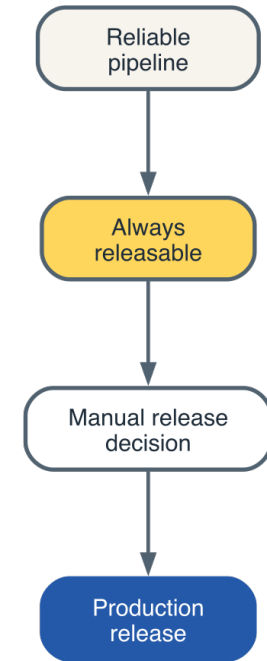 Reliable
pipeline
Always
releasable
Manual release
decision
Production
release